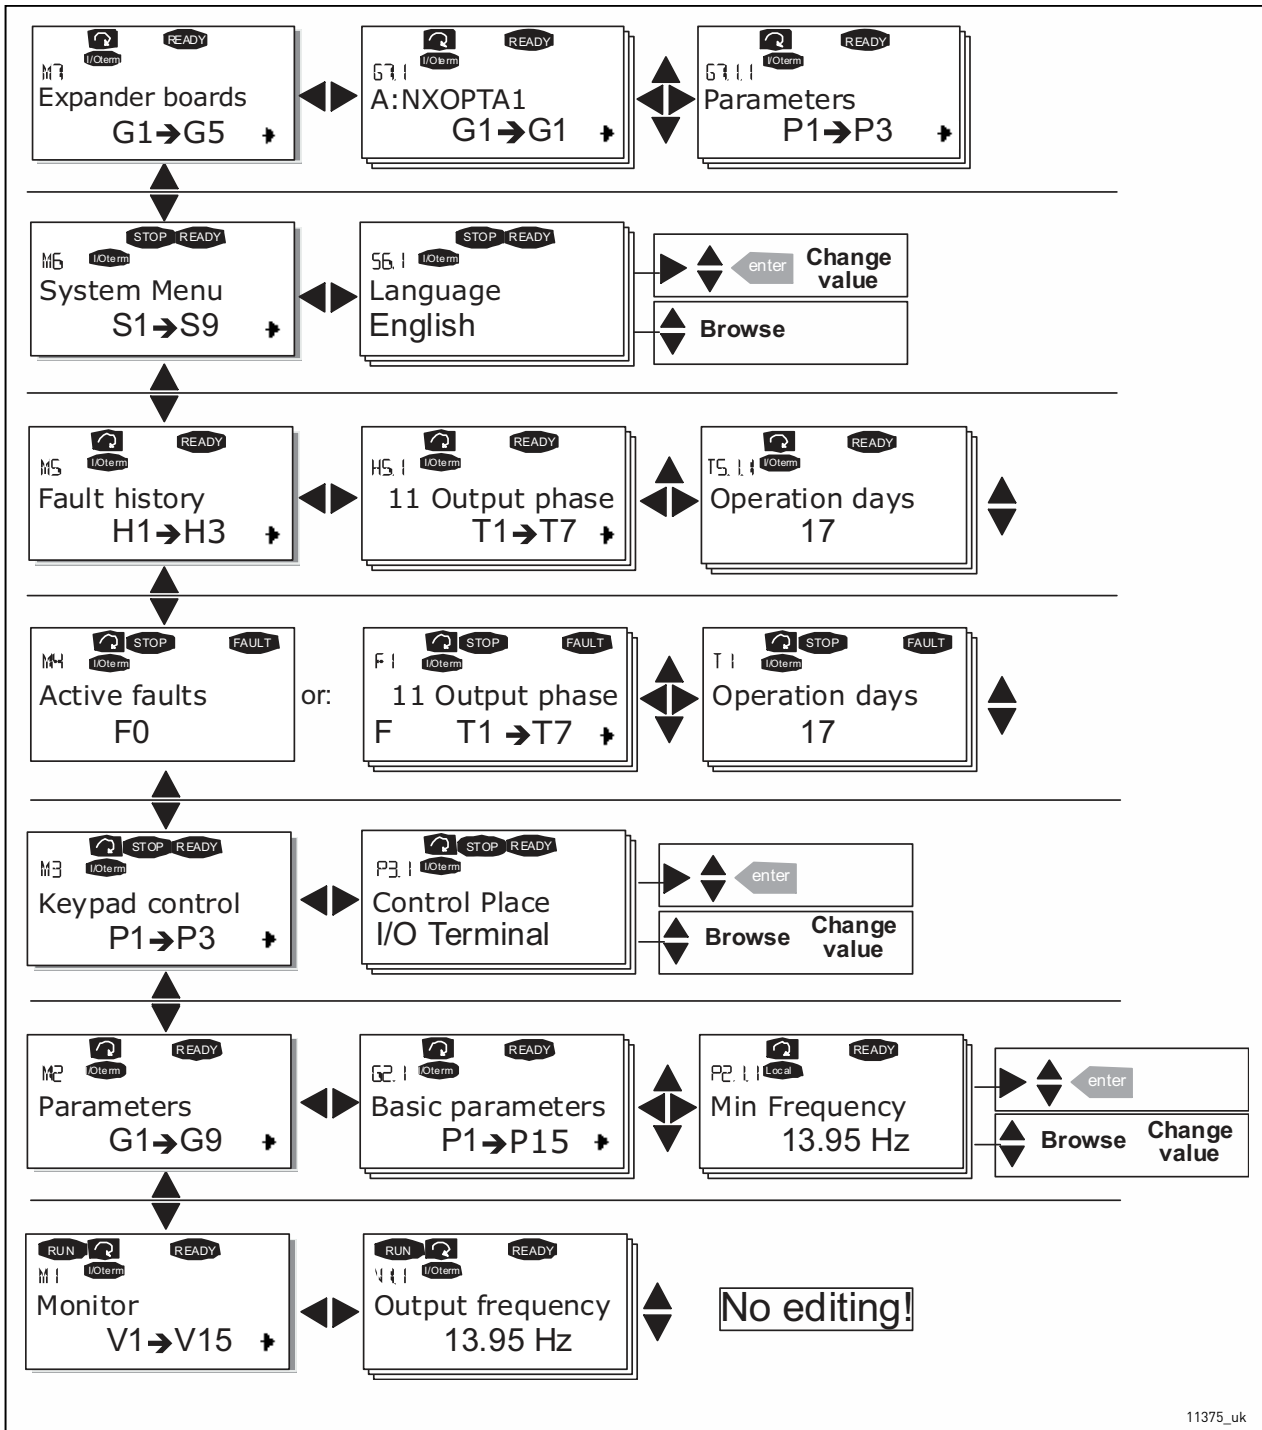 READY
I/Oterm
M7
Expander boards
G1➔G5
READY
I/Oterm
G7.1
A:NXOPTA1
G1➔G1
READY
I/Oterm
G7.1.1
Parameters
P1➔P3
STOP READY
M6 I/Oterm
System Menu
S1➔S9
STOP READY
S6.1 I/Oterm
Language
English
enter Change value
Browse
READY
M5 I/Oterm
Fault history
H1➔H3
READY
H5.1 I/Oterm
11 Output phase
T1➔T7
READY
I/Oterm
Operation days
17
STOP FAULT
M4 I/Oterm
Active faults
F0
or:
STOP FAULT
F1 I/Oterm
11 Output phase
F T1 ➔T7
STOP FAULT
T1 I/Oterm
Operation days
17
STOP READY
M3 I/Oterm
Keypad control
P1➔P3
STOP READY
P3.1 I/Oterm
Control Place
I/O Terminal
enter
Browse Change value
READY
M2 I/Oterm
Parameters
G1➔G9
READY
G2.1 I/Oterm
Basic parameters
P1➔P15
READY
P2.1.1 Local
Min Frequency
13.95 Hz
enter
Browse Change value
RUN READY
M1 I/Oterm
Monitor
V1➔V15
RUN READY
V1.1 I/Oterm
Output frequency
13.95 Hz
No editing!
11375_uk